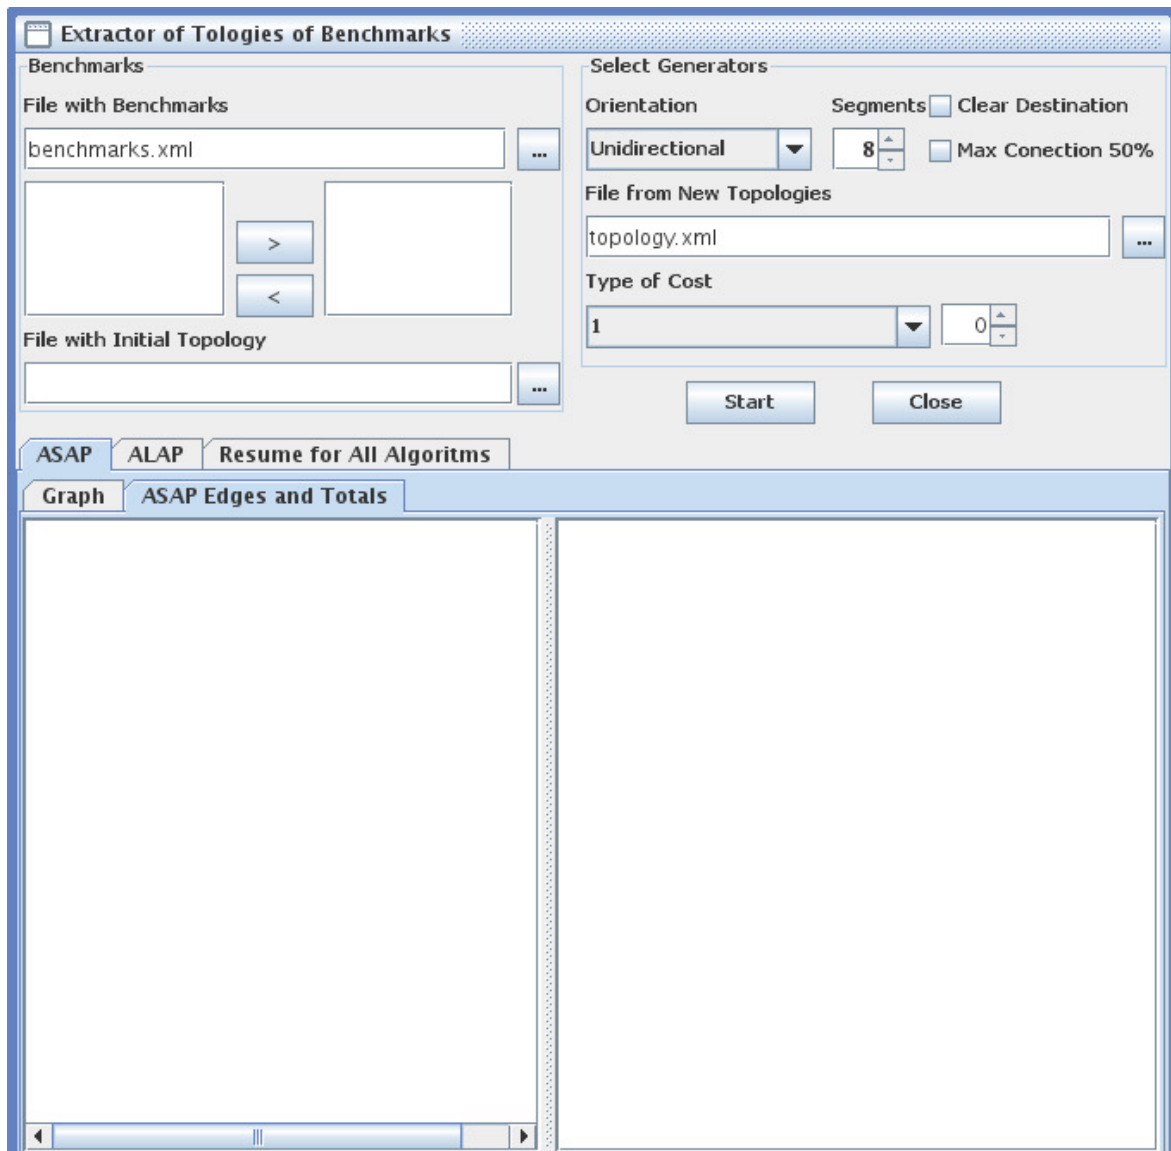 Extractor of Tologies of Benchmarks
Benchmarks
File with Benchmarks
benchmarks.xml
...
>
<
File with Initial Topology
...
Select Generators
Orientation
Segments
Clear Destination
Unidirectional
8
Max Conection 50%
File from New Topologies
topology.xml
...
Type of Cost
1
0
Start
Close
ASAP
ALAP
Resume for All Algoritms
Graph
ASAP Edges and Totals